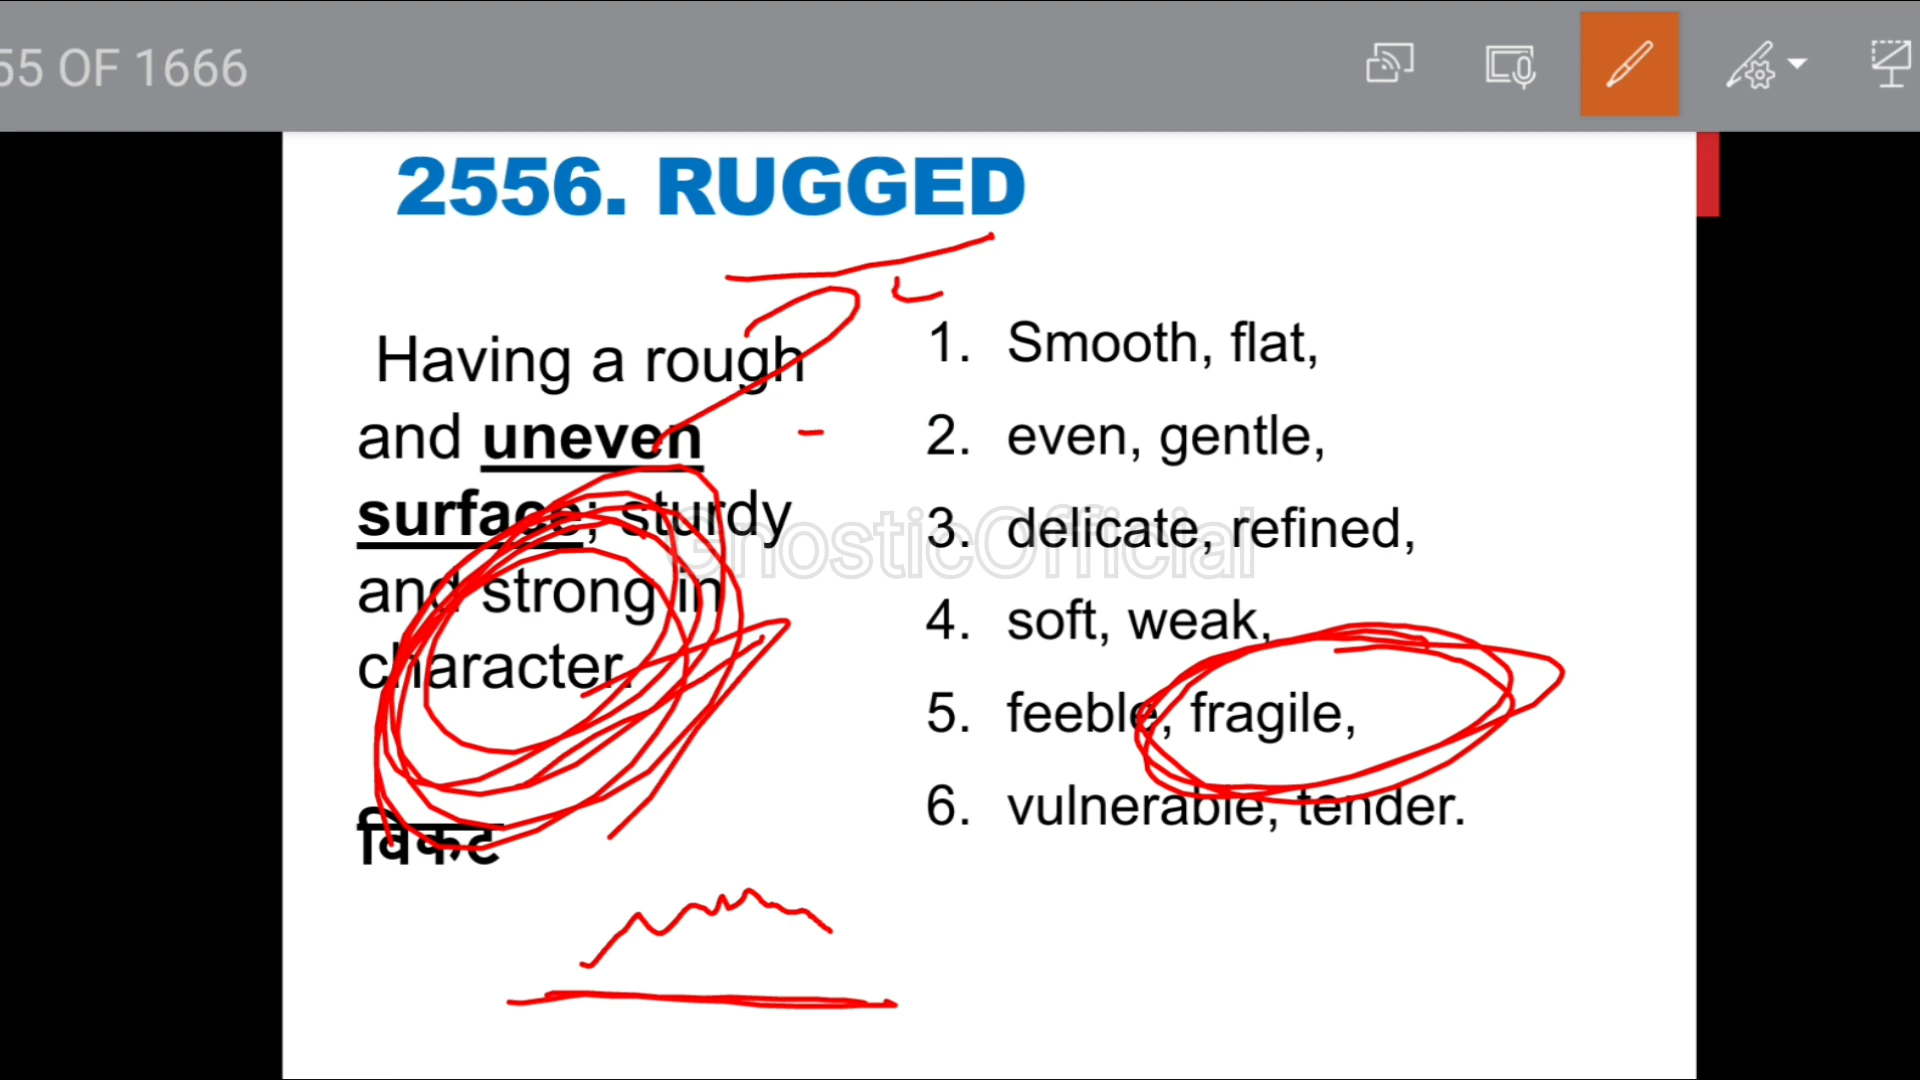 55 OF 1666
2556. RUGGED
Having a rough
and uneven
surface; sturdy
and strong in
character.
विकट
1. Smooth, flat,
2. even, gentle,
3. delicate, refined,
4. soft, weak,
5. feeble, fragile,
6. vulnerable, tender.
GnosticOfficial